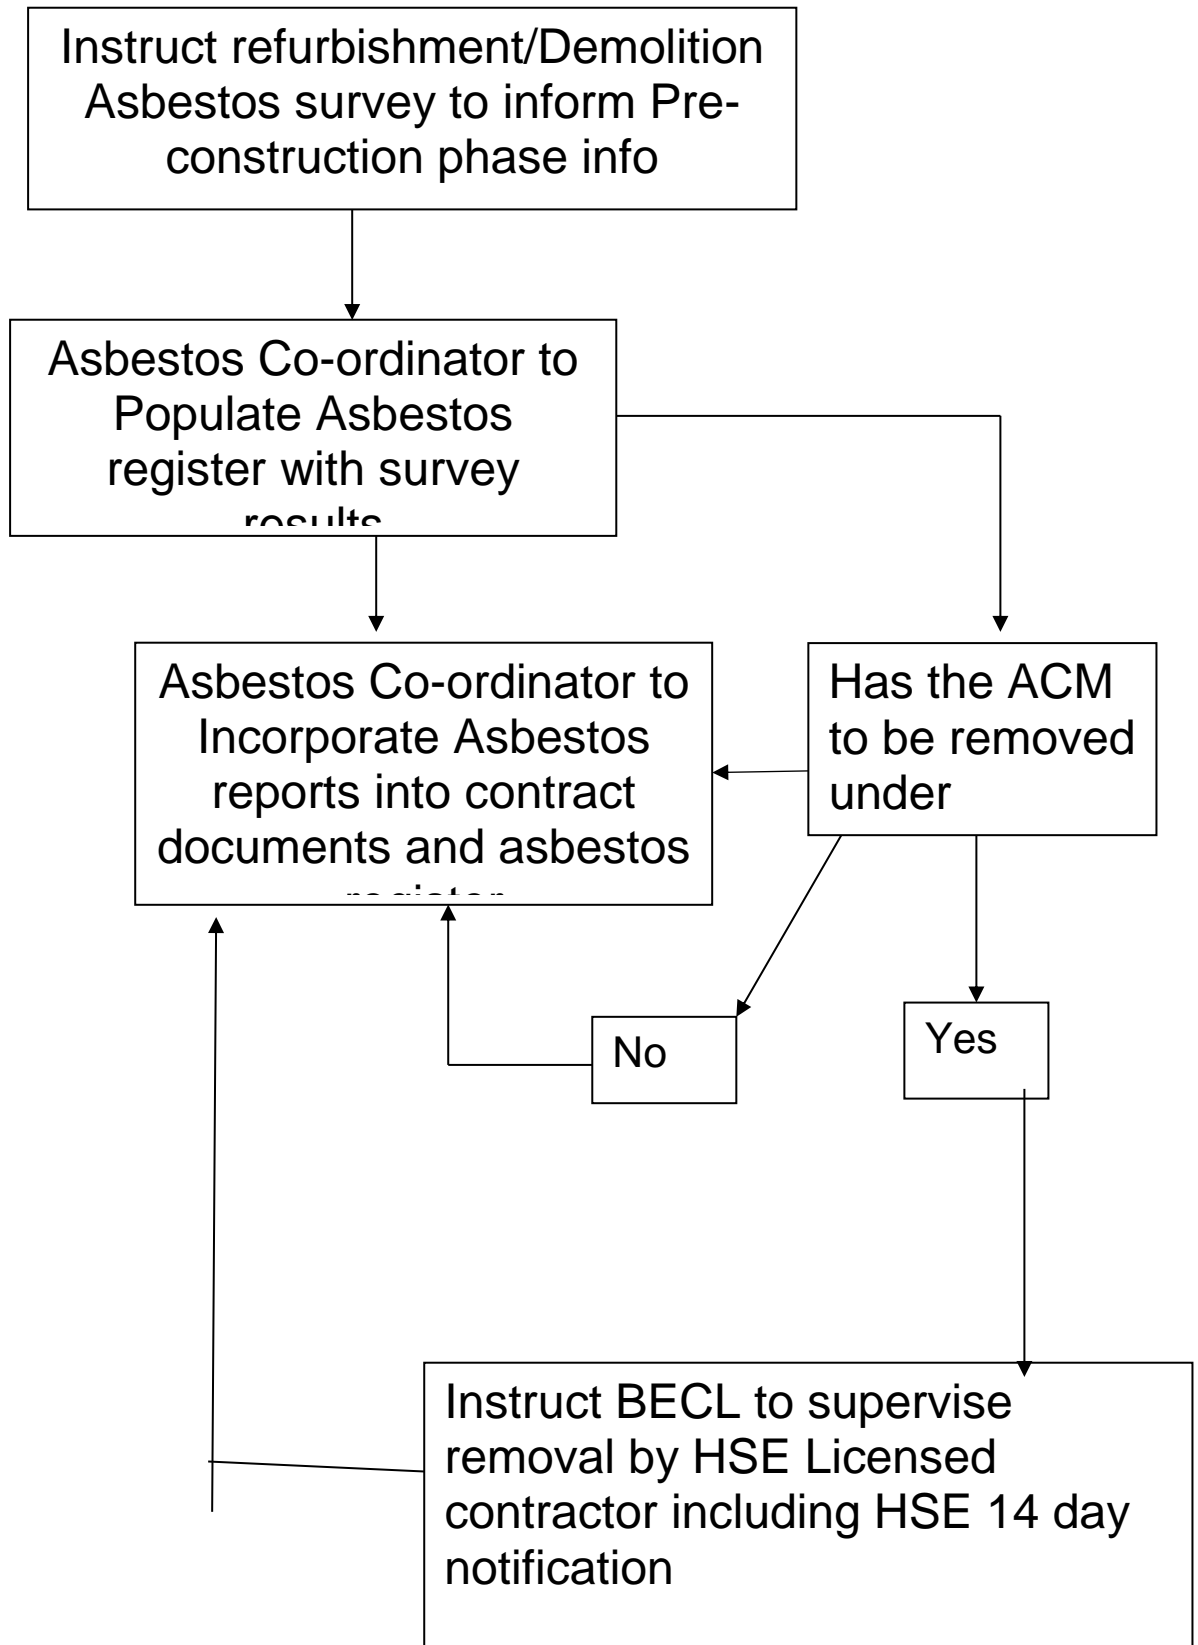 Instruct refurbishment/Demolition
Asbestos survey to inform Pre-
construction phase info
Asbestos Co-ordinator to
Populate Asbestos
register with survey
results
Asbestos Co-ordinator to
Incorporate Asbestos
reports into contract
documents and asbestos
register
Has the ACM
to be removed
under
No
Yes
Instruct BECL to supervise
removal by HSE Licensed
contractor including HSE 14 day
notification